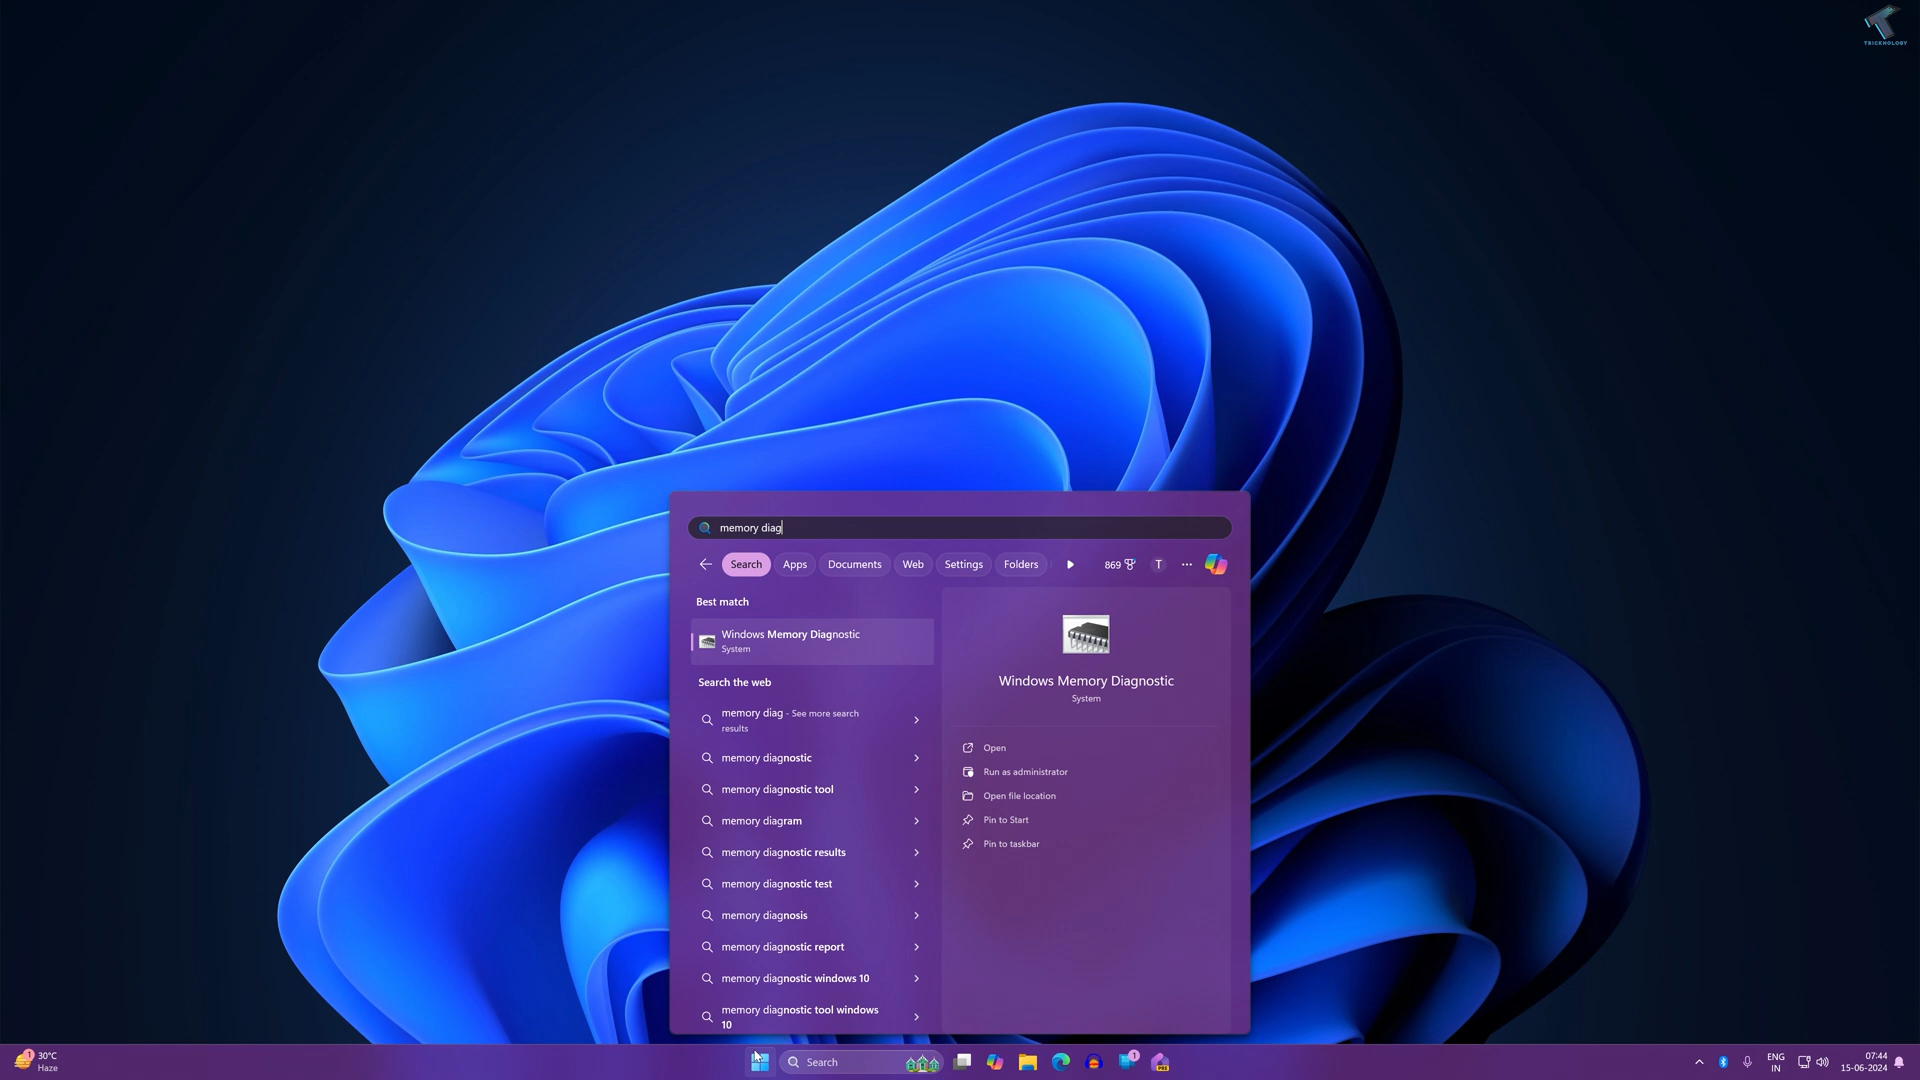 TRICKNOLOGY
memory diag
Search
Apps
Documents
Web
Settings
Folders
869
T
Best match
Windows Memory Diagnostic
System
Search the web
memory diag - See more search
results
memory diagnostic
memory diagnostic tool
memory diagram
memory diagnostic results
memory diagnostic test
memory diagnosis
memory diagnostic report
memory diagnostic windows 10
memory diagnostic tool windows
10
Windows Memory Diagnostic
System
Open
Run as administrator
Open file location
Pin to Start
Pin to taskbar
1
30°C
Haze
Search
1
PRE
ENG
IN
07:44
15-06-2024